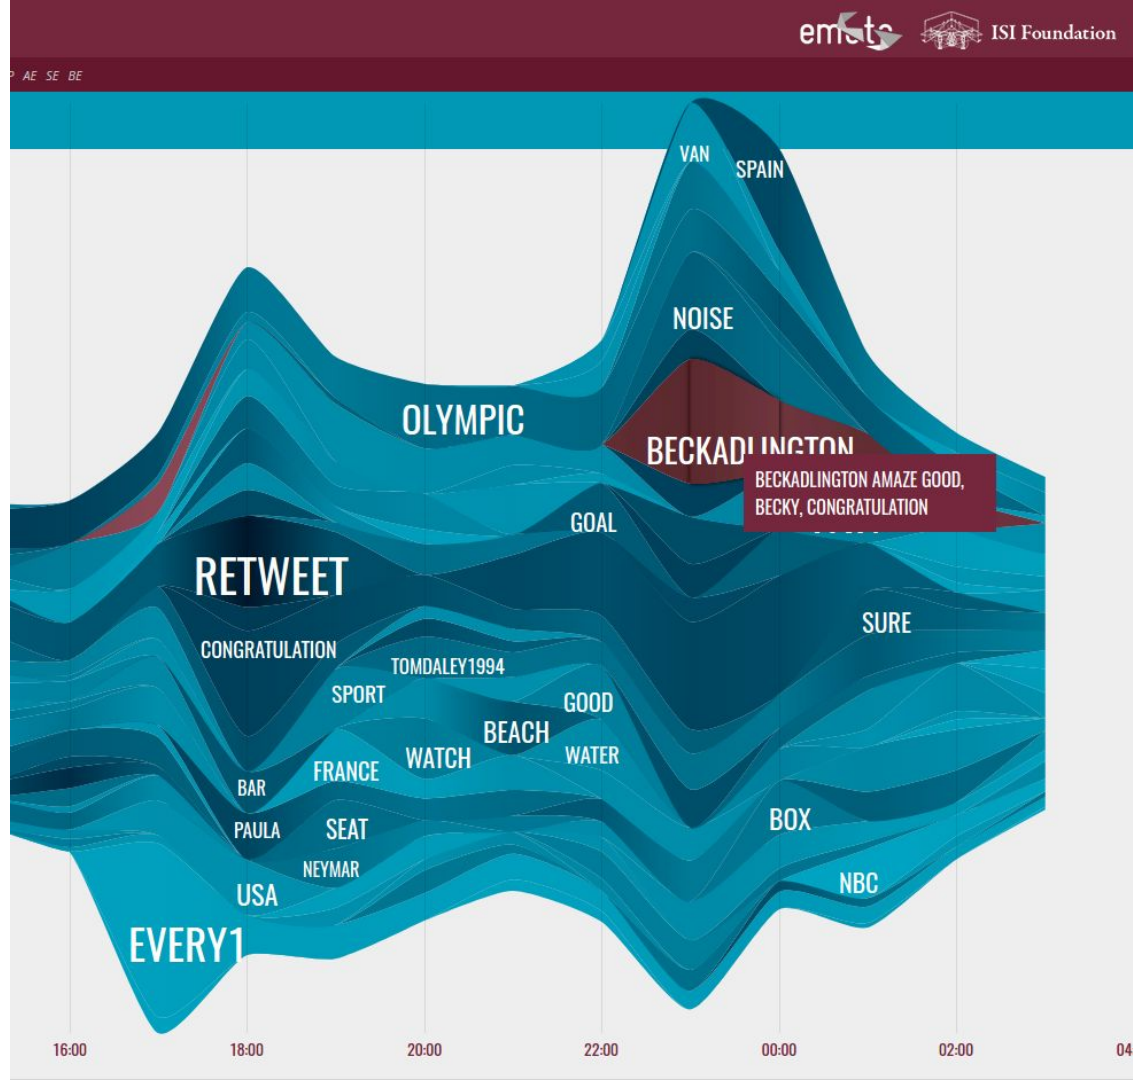 emoto
ISI Foundation
AE SE BE
VAN
SPAIN
NOISE
OLYMPIC
BECKADLINGTON
BECKADLINGTON AMAZE GOOD,
BECKY, CONGRATULATION
GOAL
RETWEET
SURE
CONGRATULATION
TOMDALEY1994
SPORT
GOOD
BEACH
WATCH
WATER
FRANCE
BAR
BOX
PAULA
SEAT
NEYMAR
NBC
USA
EVERY1
16:00 18:00 20:00 22:00 00:00 02:00 04